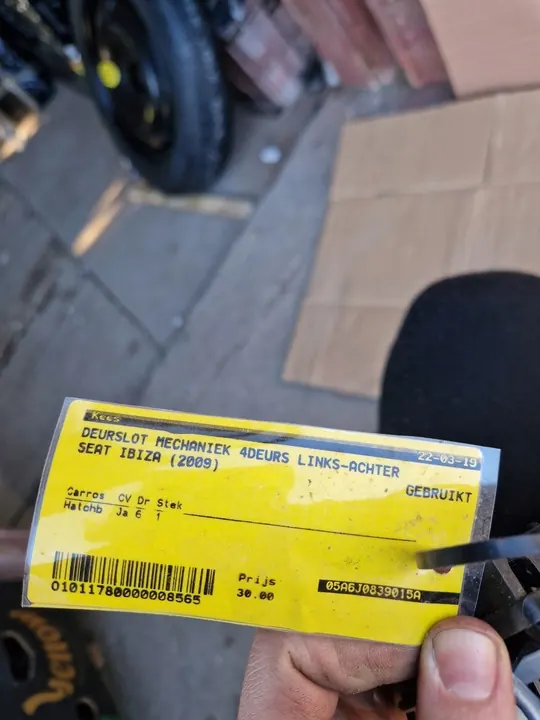 Kees
22-03-19
DEURSLOT MECHANIEK 4DEURS LINKS-ACHTER
SEAT IBIZA (2009)
GEBRUIKT
Carros CV Dr Stek
Hatchb Ja 6 1
O1011780000008565
Prijs
30.00
05A6J0839015A